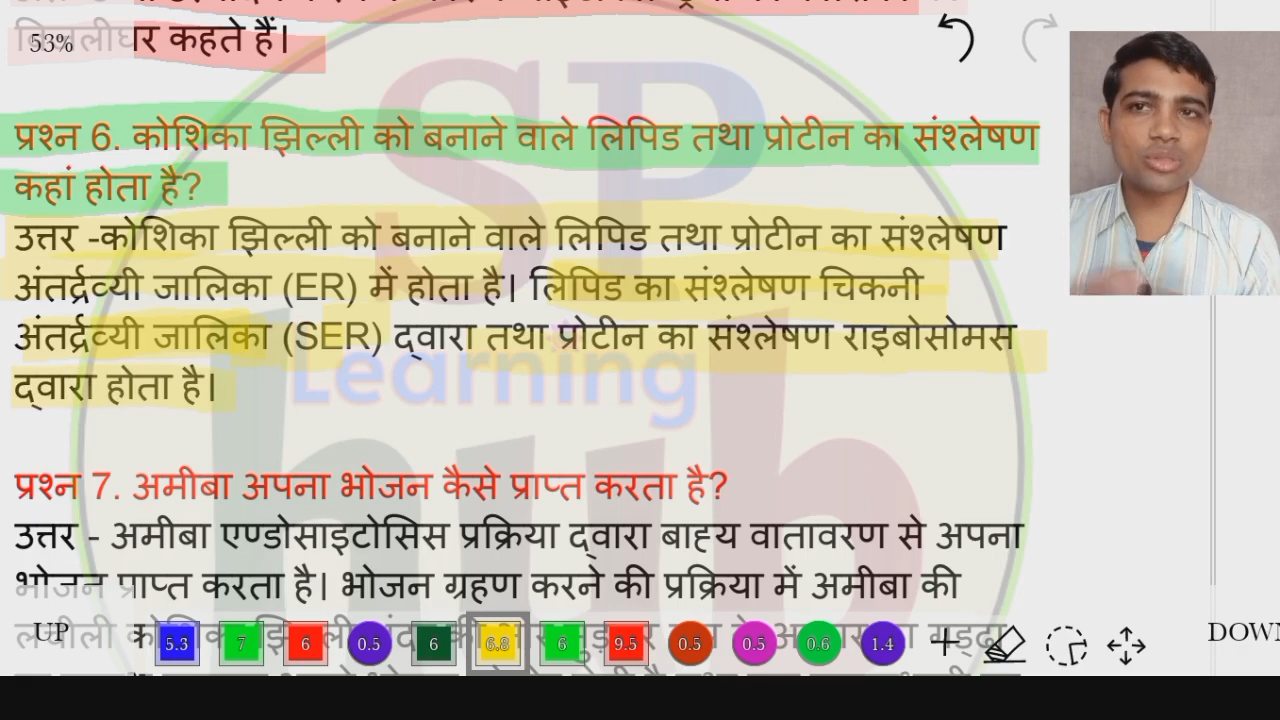 53%
कहते हैं।
प्रश्न 6. कोशिका झिल्ली को बनाने वाले लिपिड तथा प्रोटीन का संश्लेषण
कहां होता है?
उत्तर -कोशिका झिल्ली को बनाने वाले लिपिड तथा प्रोटीन का संश्लेषण
अंतर्द्रव्यी जालिका (ER) में होता है। लिपिड का संश्लेषण चिकनी
अंतर्द्रव्यी जालिका (SER) द्वारा तथा प्रोटीन का संश्लेषण राइबोसोमस
द्वारा होता है।
प्रश्न 7. अमीबा अपना भोजन कैसे प्राप्त करता है?
उत्तर - अमीबा एण्डोसाइटोसिस प्रक्रिया द्वारा बाह्य वातावरण से अपना
भोजन प्राप्त करता है। भोजन ग्रहण करने की प्रक्रिया में अमीबा की
SP
Learning
hub
UP 5.3 7 6 0.5 6 6.8 6 9.5 0.5 0.5 0.6 1.4 DOWN